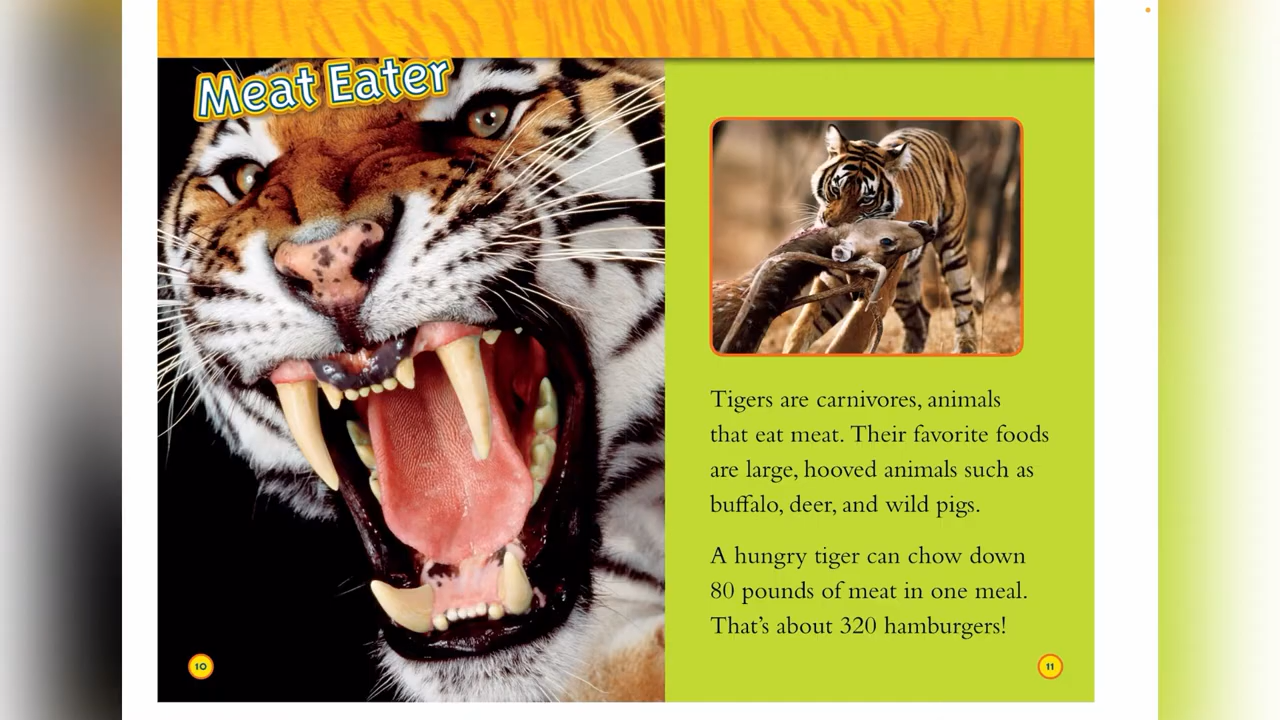 Meat Eater
Tigers are carnivores, animals
that eat meat. Their favorite foods
are large, hooved animals such as
buffalo, deer, and wild pigs.
A hungry tiger can chow down
80 pounds of meat in one meal.
That's about 320 hamburgers!
10
11